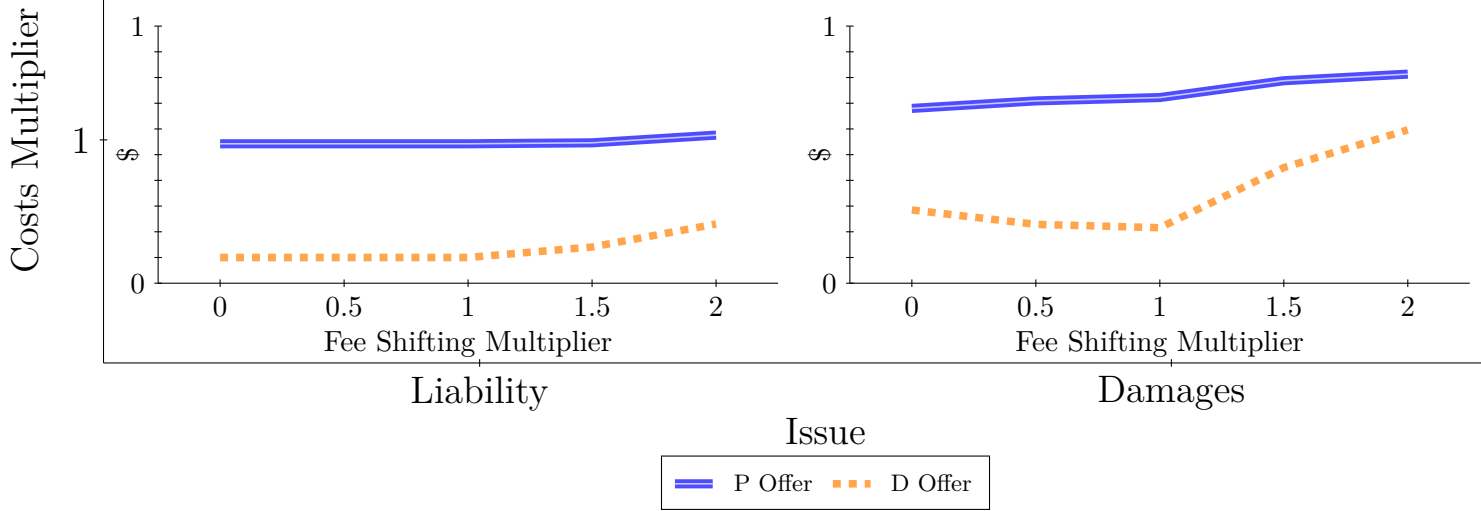 Costs Multiplier
1
1
$
0
0 0.5 1 1.5 2
Fee Shifting Multiplier
1
$
0
0 0.5 1 1.5 2
Fee Shifting Multiplier
Liability
Damages
Issue
P Offer
D Offer